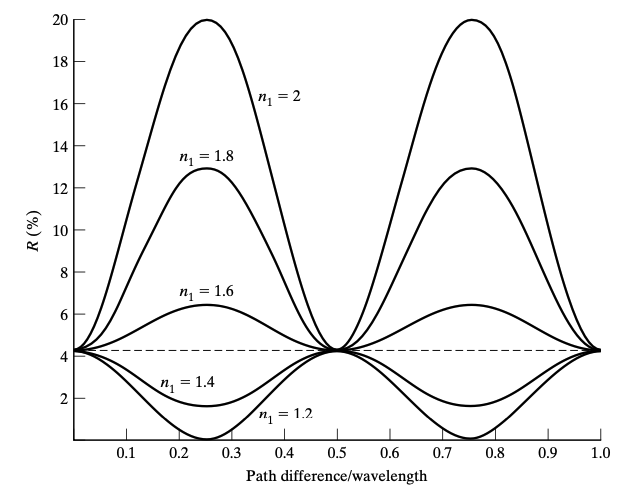 20
18
16
14
12
10
8
6
4
2
R (%)
n₁ = 2
n₁ = 1.8
n₁ = 1.6
n₁ = 1.4
n₁ = 1.2
0.1 0.2 0.3 0.4 0.5 0.6 0.7 0.8 0.9 1.0
Path difference/wavelength